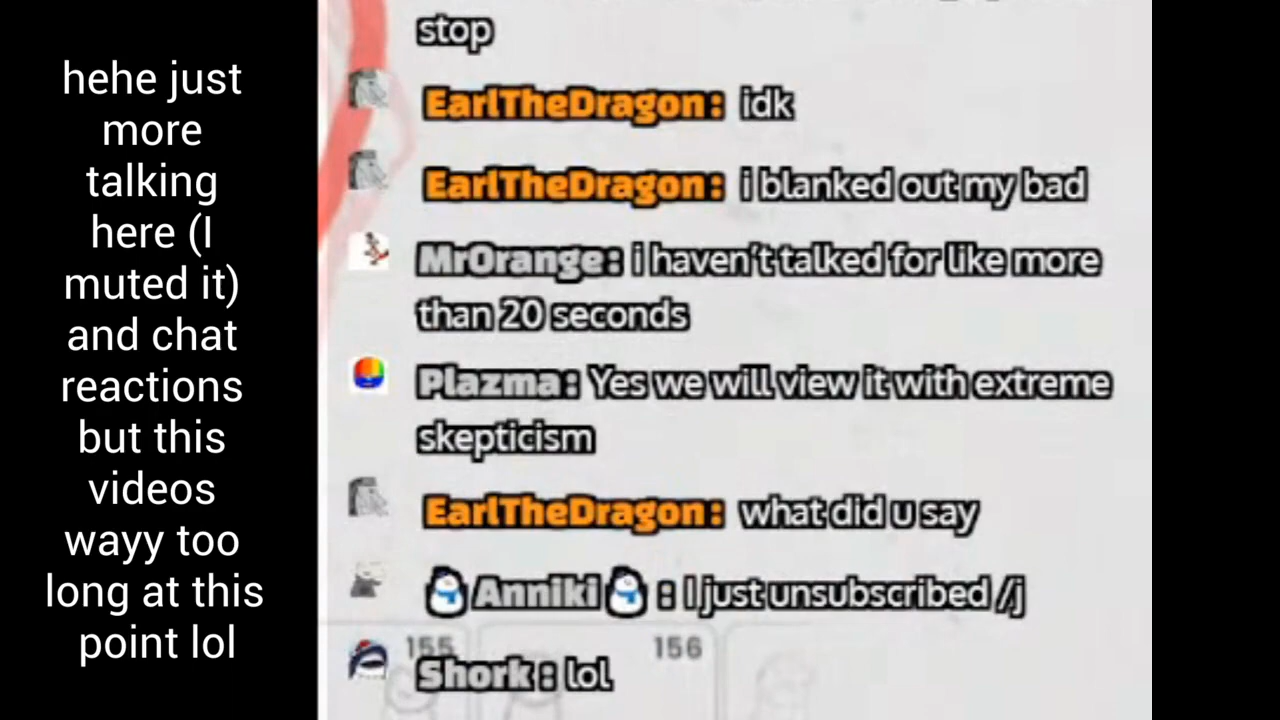 hehe just
more
talking
here (I
muted it)
and chat
reactions
but this
videos
wayy too
long at this
point lol
stop
EarlTheDragon: idk
EarlTheDragon: i blanked out my bad
MrOrange: i haven't talked for like more
than 20 seconds
Plazma: Yes we will view it with extreme
skepticism
EarlTheDragon: what did u say
⛄Anniki⛄: I just unsubscribed /j
155
156
Shork: lol